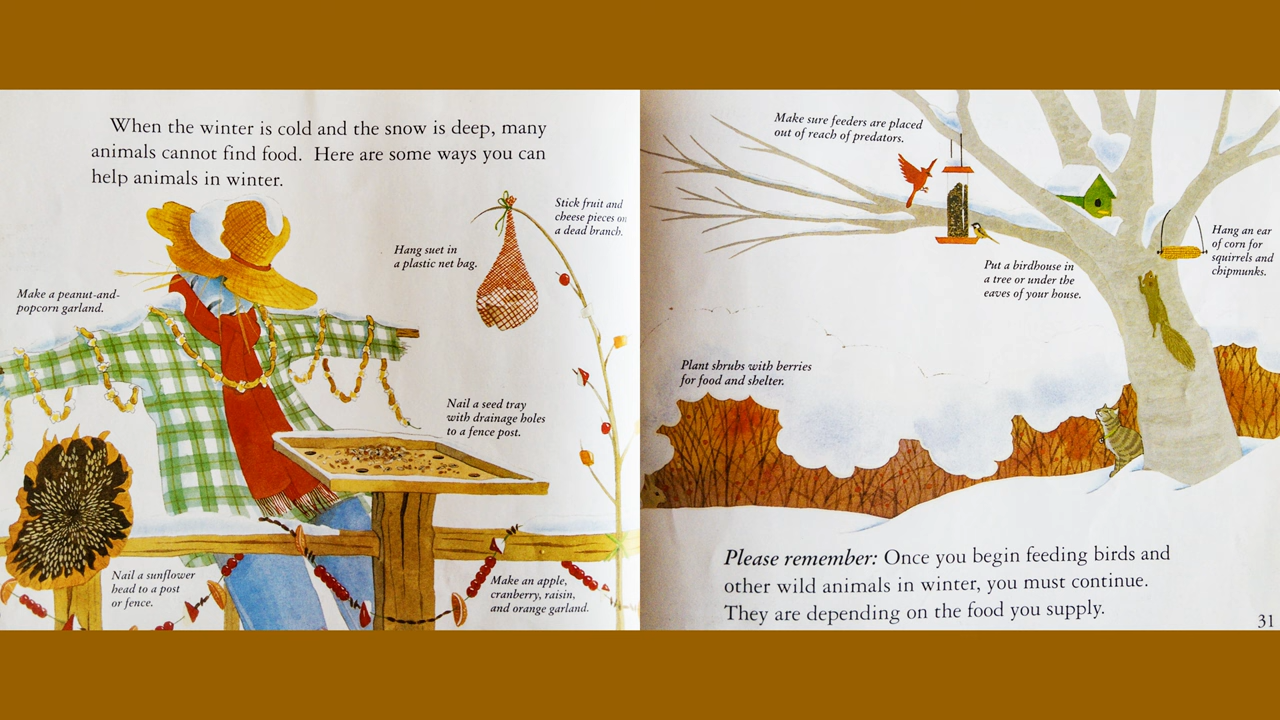 When the winter is cold and the snow is deep, many
animals cannot find food. Here are some ways you can
help animals in winter.
Stick fruit and
cheese pieces on
a dead branch.
Hang suet in
a plastic net bag.
Make a peanut-and-
popcorn garland.
Nail a seed tray
with drainage holes
to a fence post.
Nail a sunflower
head to a post
or fence.
Make an apple,
cranberry, raisin,
and orange garland.
Make sure feeders are placed
out of reach of predators.
Hang an ear
of corn for
squirrels and
chipmunks.
Put a birdhouse in
a tree or under the
eaves of your house.
Plant shrubs with berries
for food and shelter.
Please remember: Once you begin feeding birds and
other wild animals in winter, you must continue.
They are depending on the food you supply.
31